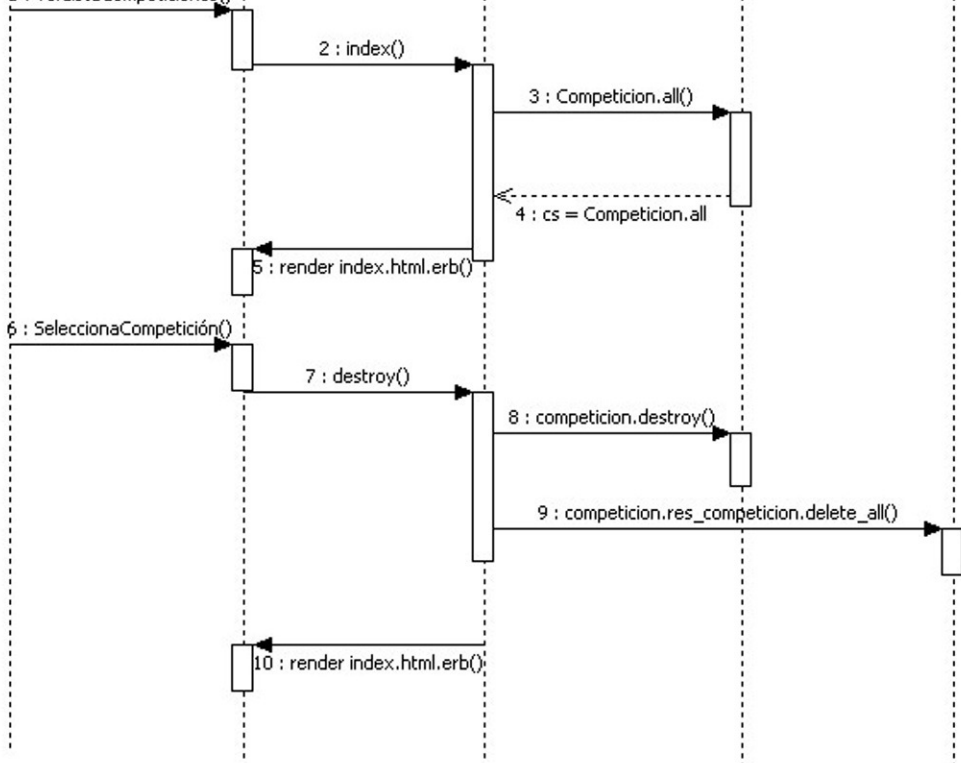 2 : index()
3 : Competicion.all()
4 : cs = Competicion.all
5 : render index.html.erb()
6 : SeleccionaCompetición()
7 : destroy()
8 : competicion.destroy()
9 : competicion.res_competicion.delete_all()
10 : render index.html.erb()